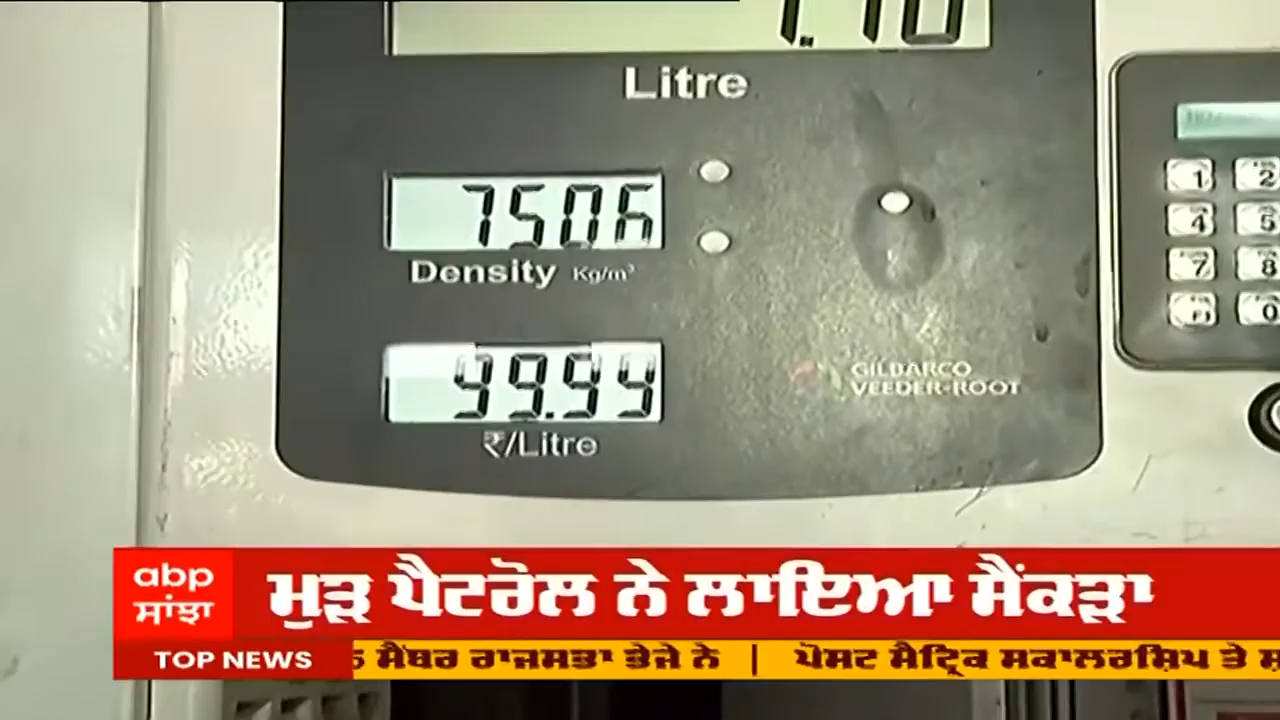 1.10
Litre
7506
Density Kg/m³
99.99
₹/Litre
GILBARCO
VEEDER-ROOT
1 2
4 5
7 8
0
abp
ਸਾਂਝਾ
ਮੁੜ ਪੈਟਰੋਲ ਨੇ ਲਾਇਆ ਸੈਂਕੜਾ
TOP NEWS
ਸੈਂਬਰ ਰਾਜਸਭਾ ਭੇਜੇ ਨੇ | ਪੋਸਟ ਸੈਟ੍ਰਿਕ ਸਕਾਲਰਸ਼ਿਪ ਤੇ